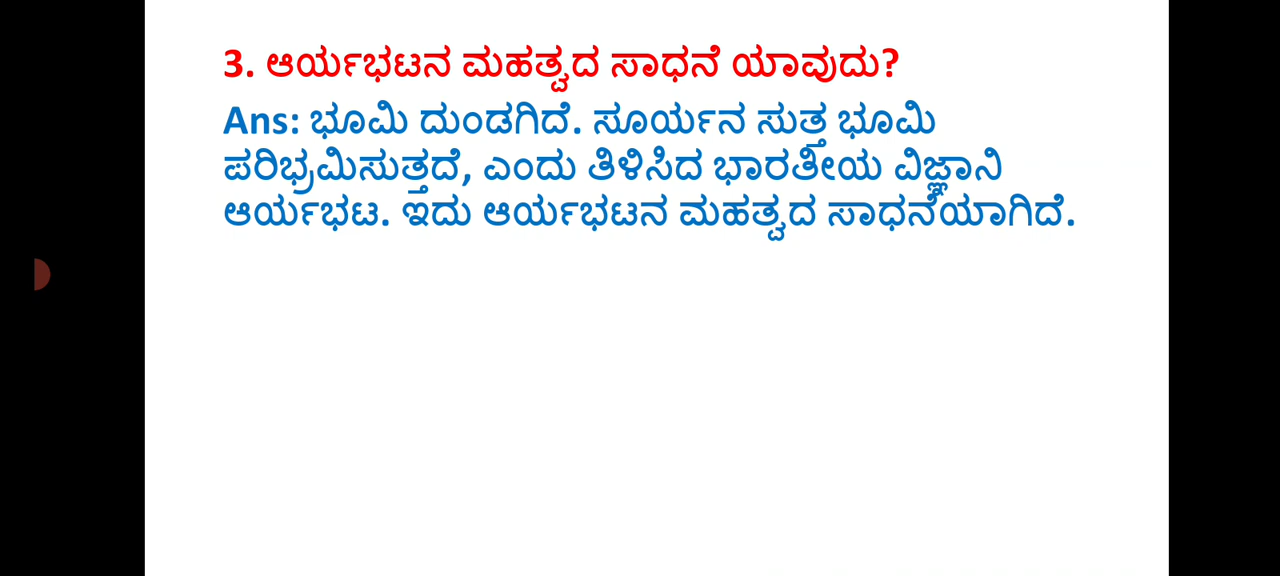 3. ಆರ್ಯಭಟನ ಮಹತ್ವದ ಸಾಧನೆ ಯಾವುದು?
Ans: ಭೂಮಿ ದುಂಡಗಿದೆ. ಸೂರ್ಯನ ಸುತ್ತ ಭೂಮಿ
ಪರಿಭ್ರಮಿಸುತ್ತದೆ, ಎಂದು ತಿಳಿಸಿದ ಭಾರತೀಯ ವಿಜ್ಞಾನಿ
ಆರ್ಯಭಟ. ಇದು ಆರ್ಯಭಟನ ಮಹತ್ವದ ಸಾಧನೆಯಾಗಿದೆ.